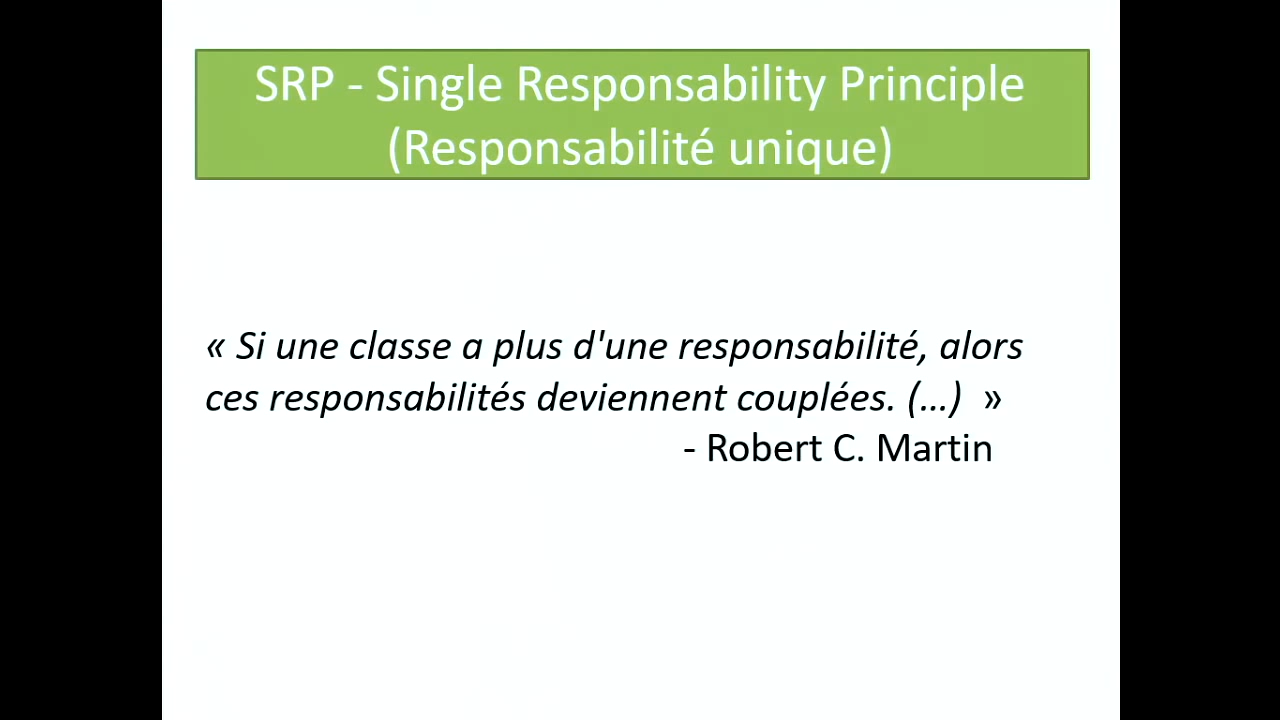 SRP - Single Responsability Principle
(Responsabilité unique)
« Si une classe a plus d'une responsabilité, alors
ces responsabilités deviennent couplées. (...)  »
- Robert C. Martin